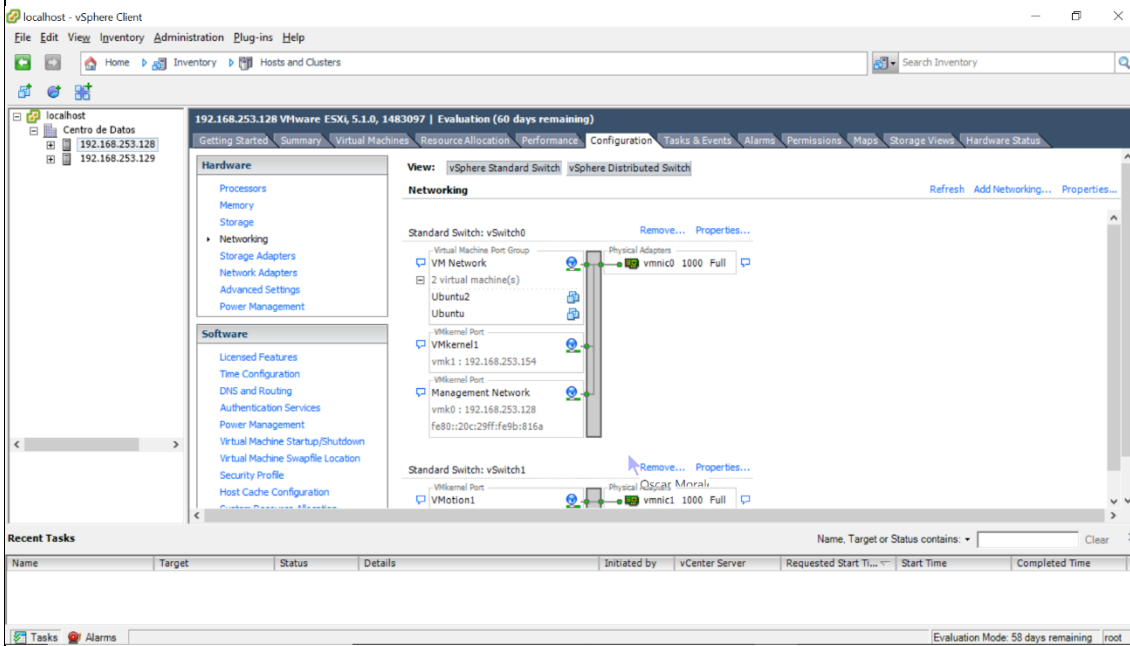 localhost - vSphere Client
File Edit View Inventory Administration Plug-ins Help
Home Inventory Hosts and Clusters
Search Inventory
localhost
Centro de Datos
192.168.253.128
192.168.253.129
192.168.253.128 VMware ESXi, 5.1.0, 1483097 | Evaluation (60 days remaining)
Getting Started Summary Virtual Machines Resource Allocation Performance Configuration Tasks & Events Alarms Permissions Maps Storage Views Hardware Status
Hardware
Processors
Memory
Storage
Networking
Storage Adapters
Network Adapters
Advanced Settings
Power Management
Software
Licensed Features
Time Configuration
DNS and Routing
Authentication Services
Power Management
Virtual Machine Startup/Shutdown
Virtual Machine Swapfile Location
Security Profile
Host Cache Configuration
View: vSphere Standard Switch vSphere Distributed Switch
Networking
Refresh Add Networking... Properties...
Standard Switch: vSwitch0 Remove... Properties...
Virtual Machine Port Group Physical Adapters
VM Network vmnic0 1000 Full
2 virtual machine(s)
Ubuntu2
Ubuntu
VMkernel Port
VMkernel1
vmk1 : 192.168.253.154
VMkernel Port
Management Network
vmk0 : 192.168.253.128
fe80::20c:29ff:fe9b:816a
Standard Switch: vSwitch1 Remove... Properties...
Oscar
VMkernel Port Physical
VMotion1 vmnic1 1000 Full
Recent Tasks
Name, Target or Status contains: Clear
Name Target Status Details Initiated by vCenter Server Requested Start Ti... Start Time Completed Time
Tasks Alarms Evaluation Mode: 58 days remaining root